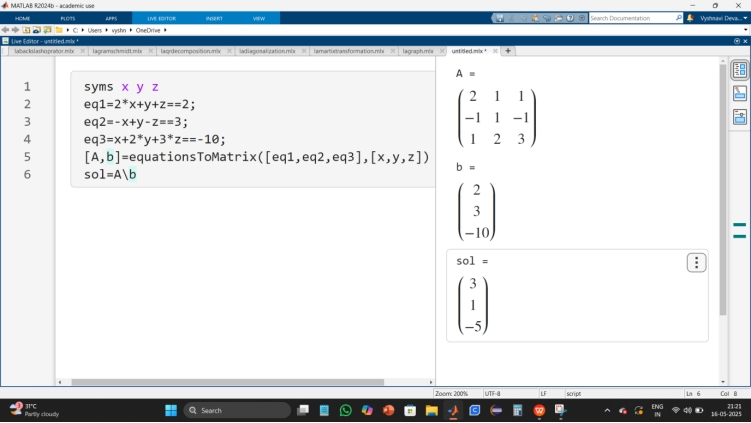 MATLAB R2024b - academic use
HOME PLOTS APPS LIVE EDITOR INSERT VIEW Search Documentation Vyshnavi Deva...
C: Users vyshn OneDrive
Live Editor - untitled.mlx *
labackslashoprator.mlx lagramschmidt.mlx laqrdecomposition.mlx ladiagonalization.mlx lamartixtransformation.mlx lagraph.mlx untitled.mlx * +
1 syms x y z
2 eq1=2*x+y+z==2;
3 eq2=-x+y-z==3;
4 eq3=x+2*y+3*z==-10;
5 [A,b]=equationsToMatrix([eq1,eq2,eq3],[x,y,z])
6 sol=A\b
A =
2 1 1
−1 1 −1
1 2 3
b =
2
3
−10
sol =
3
1
−5
Zoom: 200% UTF-8 LF script Ln 6 Col 8
31°C
Partly cloudy
Search
ENG
IN
21:21
16-05-2025